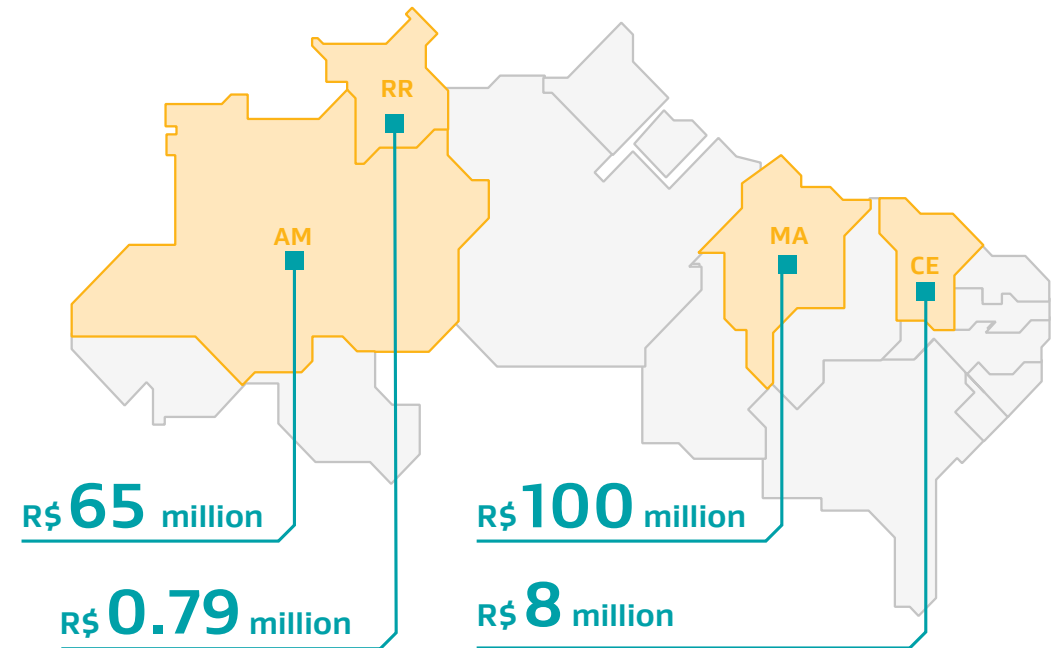 RR
AM
MA
CE
R$ 65 million
R$ 100 million
R$ 0.79 million
R$ 8 million